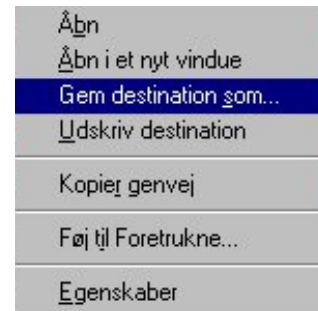 Åbn
Åbn i et nyt vindue
Gem destination som...
Udskriv destination
Kopier genvej
Føj til Foretrukne...
Egenskaber